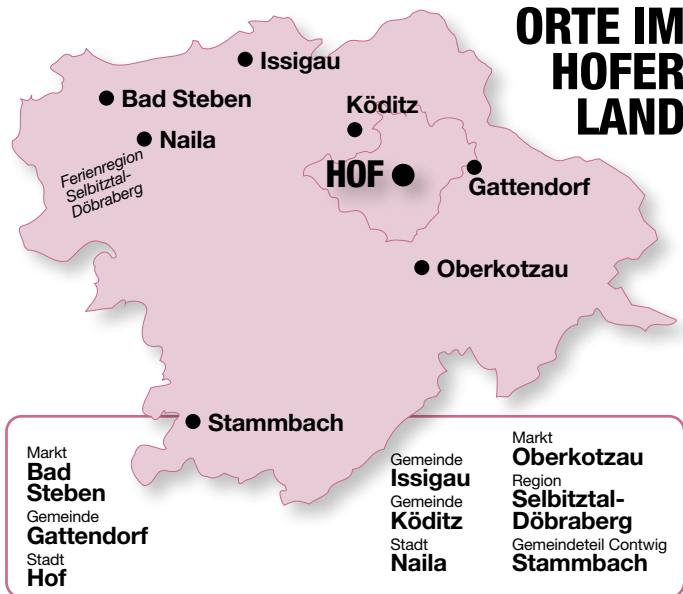 ORTE IM
HOFER
LAND
Issigau
Bad Steben
Köditz
Naila
Ferienregion
Selbitztal-
Döbraberg
HOF
Gattendorf
Oberkotzau
Stammbach
Markt
Bad
Steben
Gemeinde
Gattendorf
Stadt
Hof
Gemeinde
Issigau
Gemeinde
Köditz
Stadt
Naila
Markt
Oberkotzau
Region
Selbitztal-
Döbraberg
Gemeindeteil Contwig
Stammbach